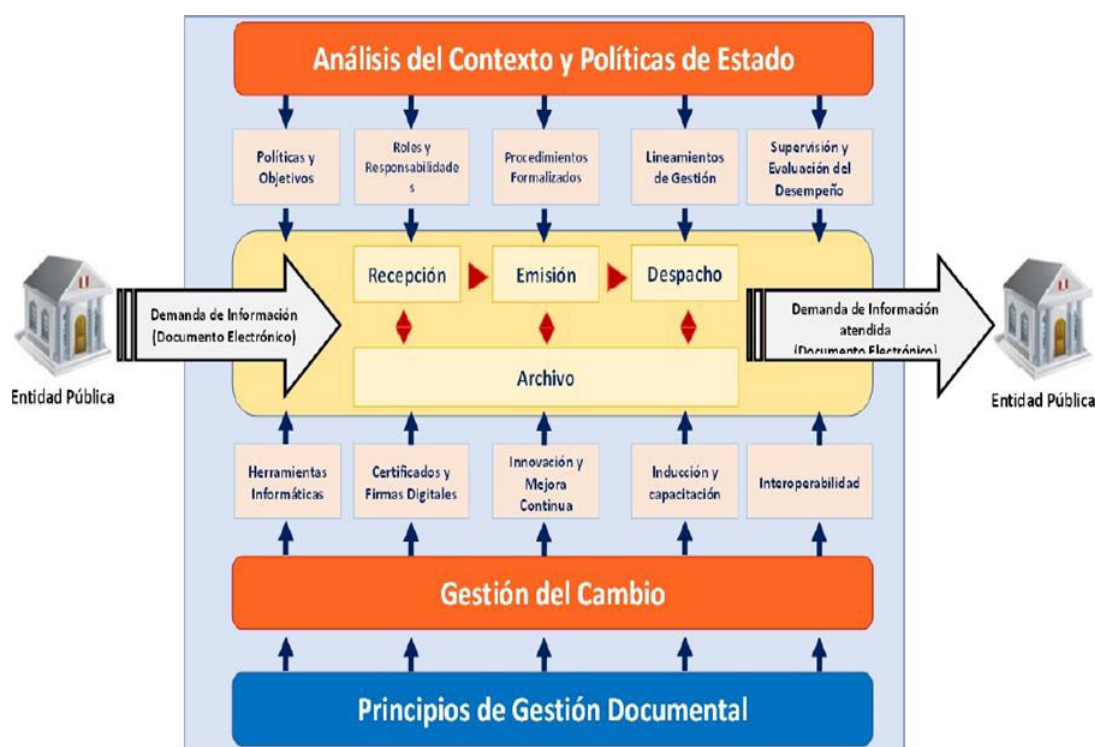 Análisis del Contexto y Políticas de Estado
Políticas y
Objetivos
Roles y
Responsabilidade
s
Procedimientos
Formalizados
Lineamientos
de Gestión
Supervisión y
Evaluación del
Desempeño
Entidad Pública
Demanda de Información
(Documento Electrónico)
Recepción
Emisión
Despacho
Archivo
Demanda de Información
atendida
(Documento Electrónico)
Entidad Pública
Herramientas
Informáticas
Certificados y
Firmas Digitales
Innovación y
Mejora
Continua
Inducción y
capacitación
Interoperabilidad
Gestión del Cambio
Principios de Gestión Documental